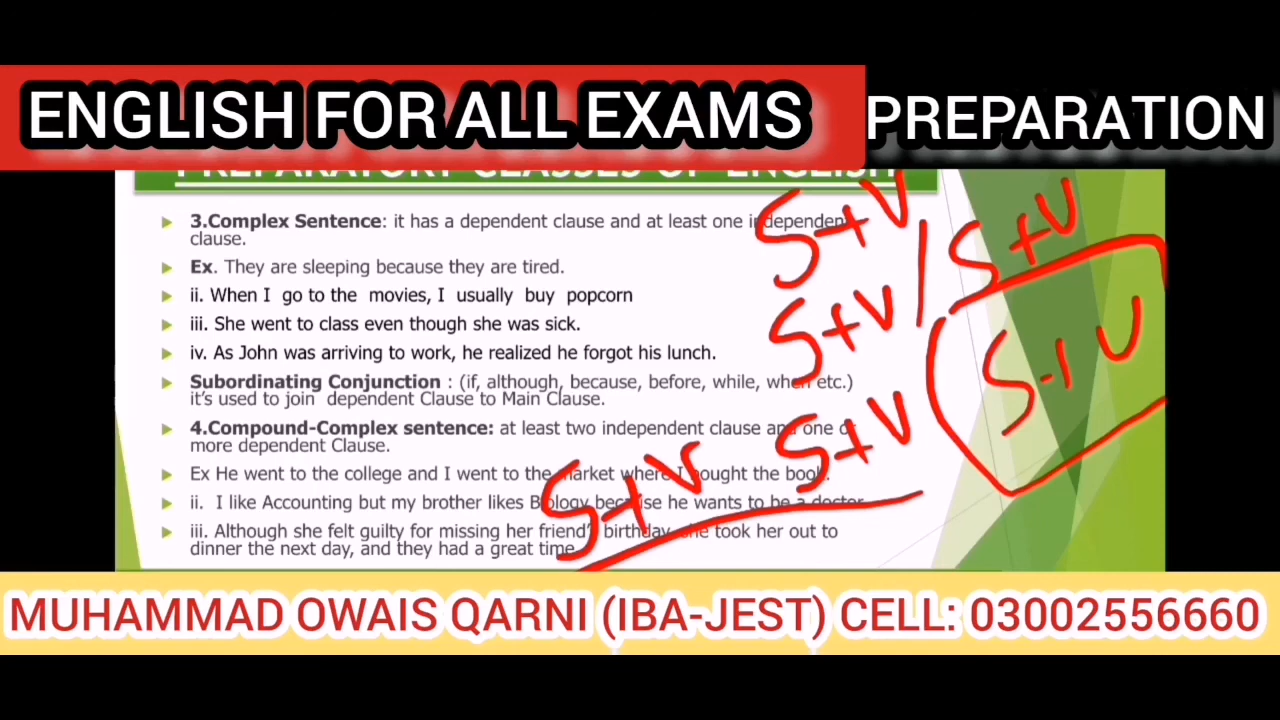 ENGLISH FOR ALL EXAMS PREPARATION
PREPARATORY CLASSES OF ENGLISH
3.Complex Sentence: it has a dependent clause and at least one independent
clause.
Ex. They are sleeping because they are tired.
ii. When I go to the movies, I usually buy popcorn
iii. She went to class even though she was sick.
iv. As John was arriving to work, he realized he forgot his lunch.
Subordinating Conjunction : (if, although, because, before, while, when etc.)
it's used to join dependent Clause to Main Clause.
4.Compound-Complex sentence: at least two independent clause and one or
more dependent Clause.
Ex He went to the college and I went to the market where I bought the book.
ii. I like Accounting but my brother likes Biology because he wants to be a doctor
iii. Although she felt guilty for missing her friend's birthday, she took her out to
dinner the next day, and they had a great time
S+V
S+V / S+V
S+V
S+V
MUHAMMAD OWAIS QARNI (IBA-JEST) CELL: 03002556660